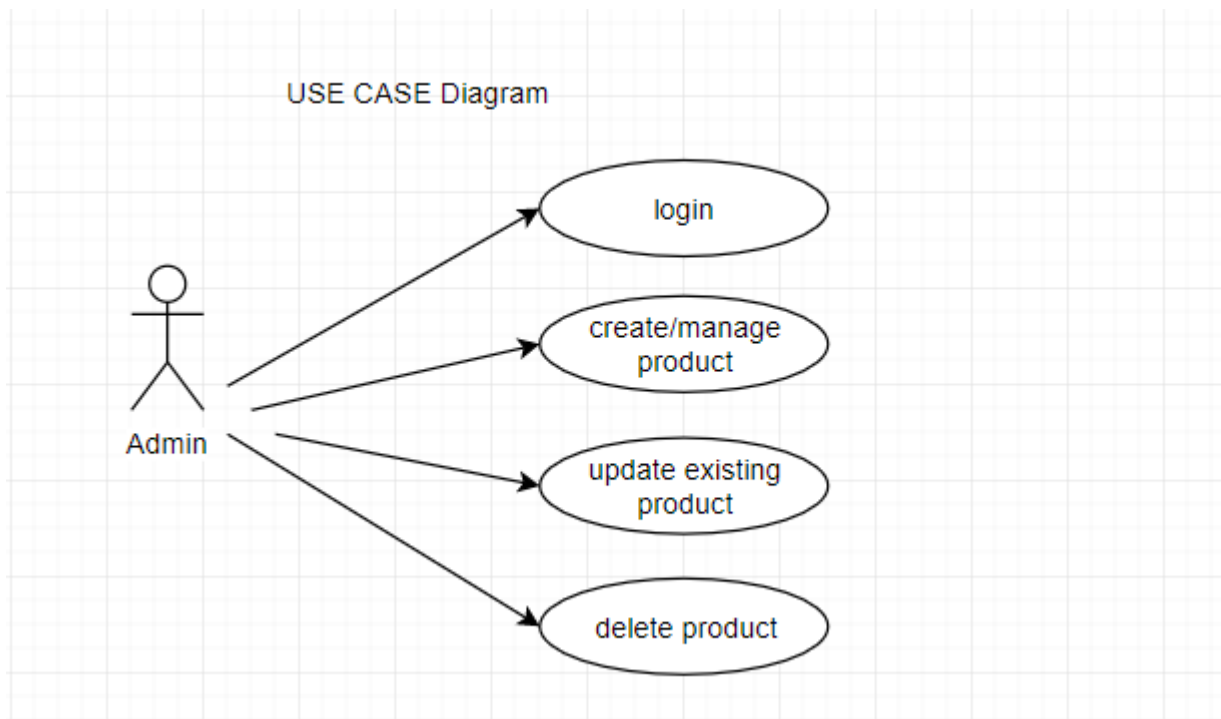 USE CASE Diagram
login
create/manage
product
Admin
update existing
product
delete product